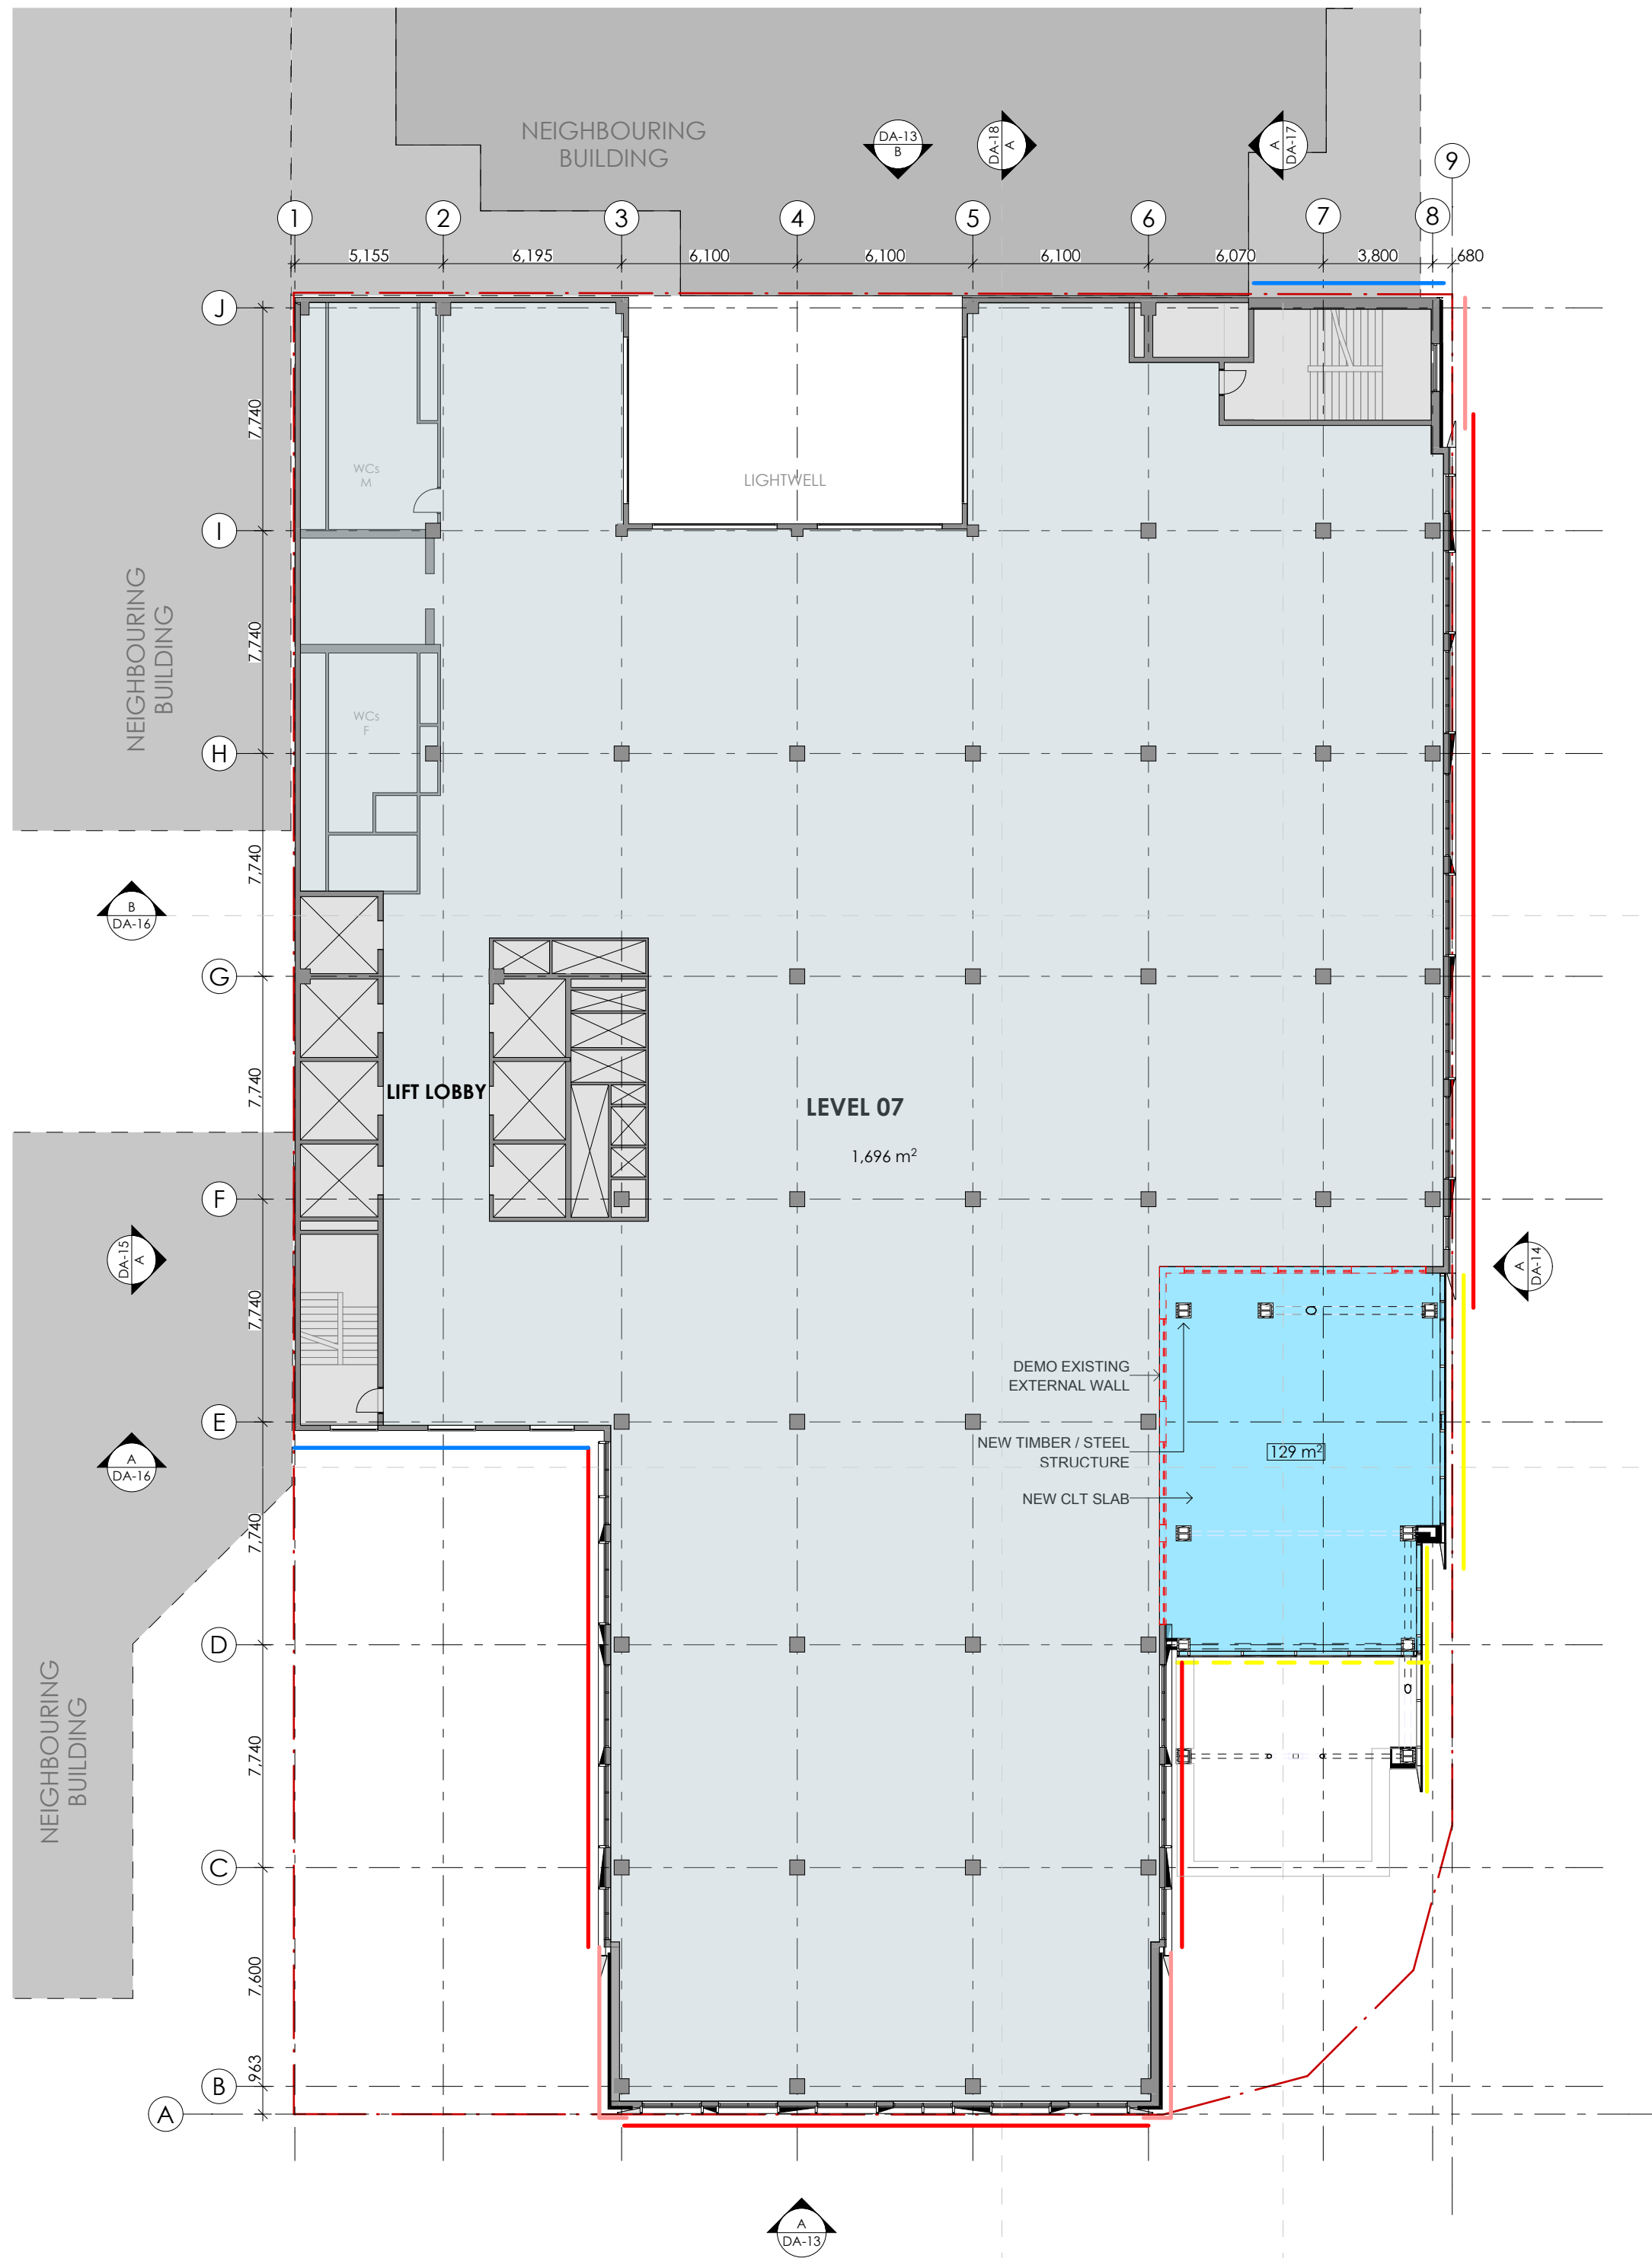 NEIGHBOURING
BUILDING
DA-13
B
DA-18
A
A
DA-17
9
1
2
3
4
5
6
7
8
5,155
6,195
6,100
6,100
6,100
6,070
3,800
680
J
7,740
WCs
M
LIGHTWELL
I
NEIGHBOURING
BUILDING
7,740
WCs
F
H
7,740
B
DA-16
G
7,740
LIFT LOBBY
LEVEL 07
1,696 m²
F
DA-15
A
A
DA-14
7,740
DEMO EXISTING
EXTERNAL WALL
E
NEW TIMBER / STEEL
STRUCTURE
129 m²
A
DA-16
NEW CLT SLAB
7,740
D
NEIGHBOURING
BUILDING
7,740
C
7,600
963
B
A
A
DA-13